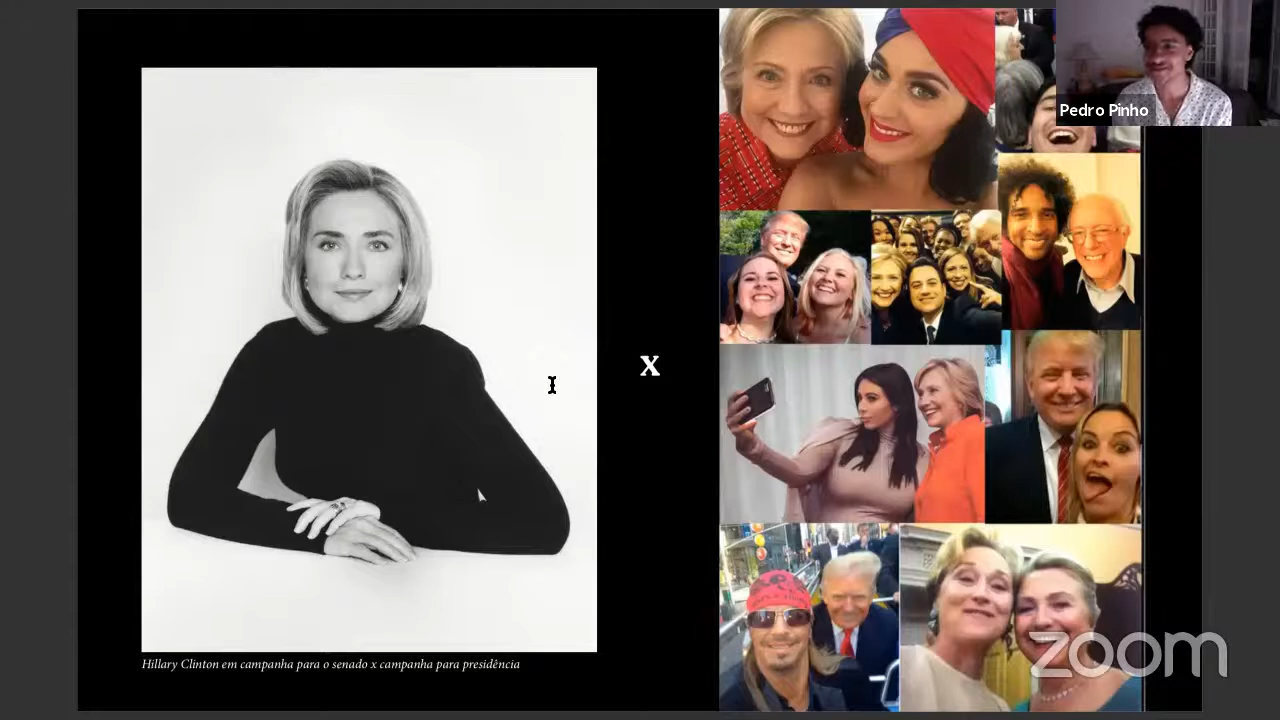 Pedro Pinho
x
Hillary Clinton em campanha para o senado x campanha para presidência
zoom